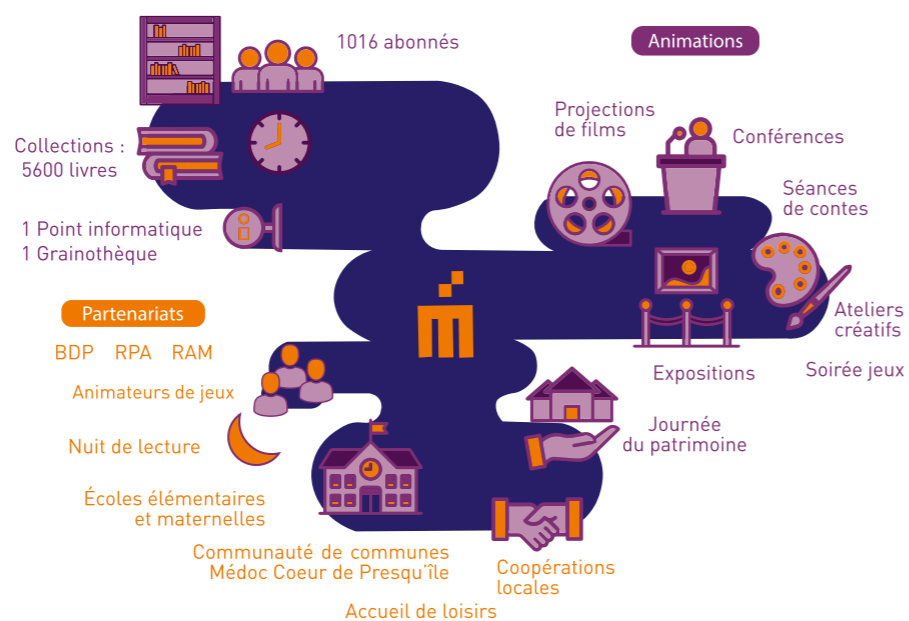 1016 abonnés
Collections :
5600 livres
1 Point informatique
1 Grainothèque
Animations
Projections
de films
Conférences
Séances
de contes
Ateliers
créatifs
Soirée jeux
Expositions
Journée
du patrimoine
Partenariats
BDP RPA RAM
Animateurs de jeux
Nuit de lecture
Écoles élémentaires
et maternelles
Communauté de communes
Médoc Coeur de Presqu'île
Accueil de loisirs
Coopérations
locales